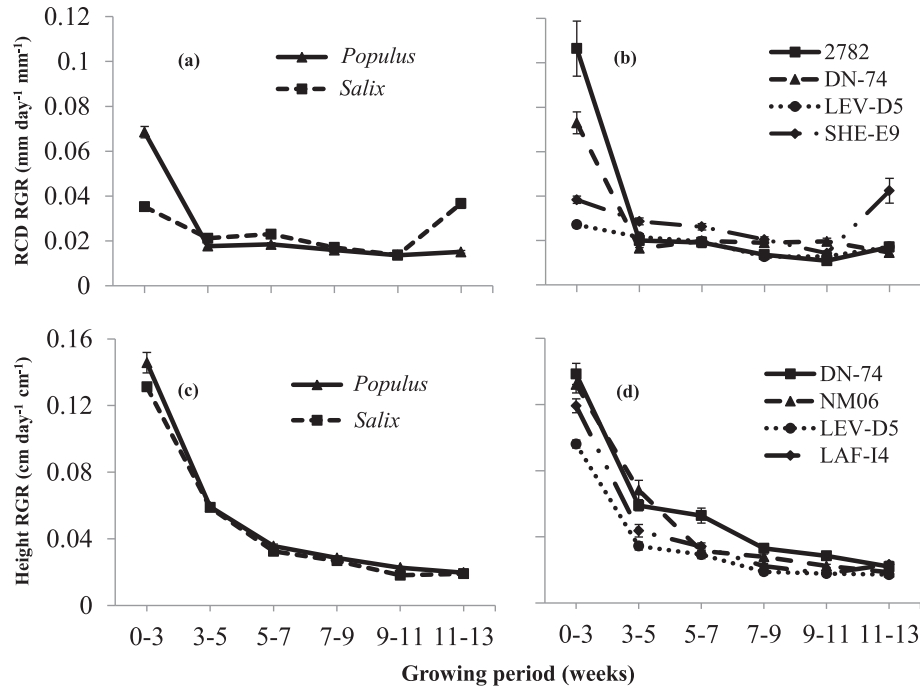 0.12
0.1
0.08
0.06
0.04
0.02
0
RCD RGR (mm day⁻¹ mm⁻¹)
(a)
Populus
Salix
(b)
2782
DN-74
LEV-D5
SHE-E9
0.16
0.12
0.08
0.04
0
Height RGR (cm day⁻¹ cm⁻¹)
(c)
Populus
Salix
(d)
DN-74
NM06
LEV-D5
LAF-I4
0-3 3-5 5-7 7-9 9-11 11-13
0-3 3-5 5-7 7-9 9-11 11-13
Growing period (weeks)